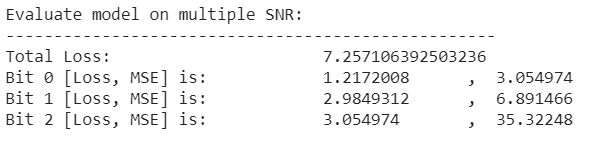 Evaluate model on multiple SNR:
---------------------------------------------------
Total Loss: 7.257106392503236
Bit 0 [Loss, MSE] is: 1.2172008 , 3.054974
Bit 1 [Loss, MSE] is: 2.9849312 , 6.891466
Bit 2 [Loss, MSE] is: 3.054974 , 35.32248